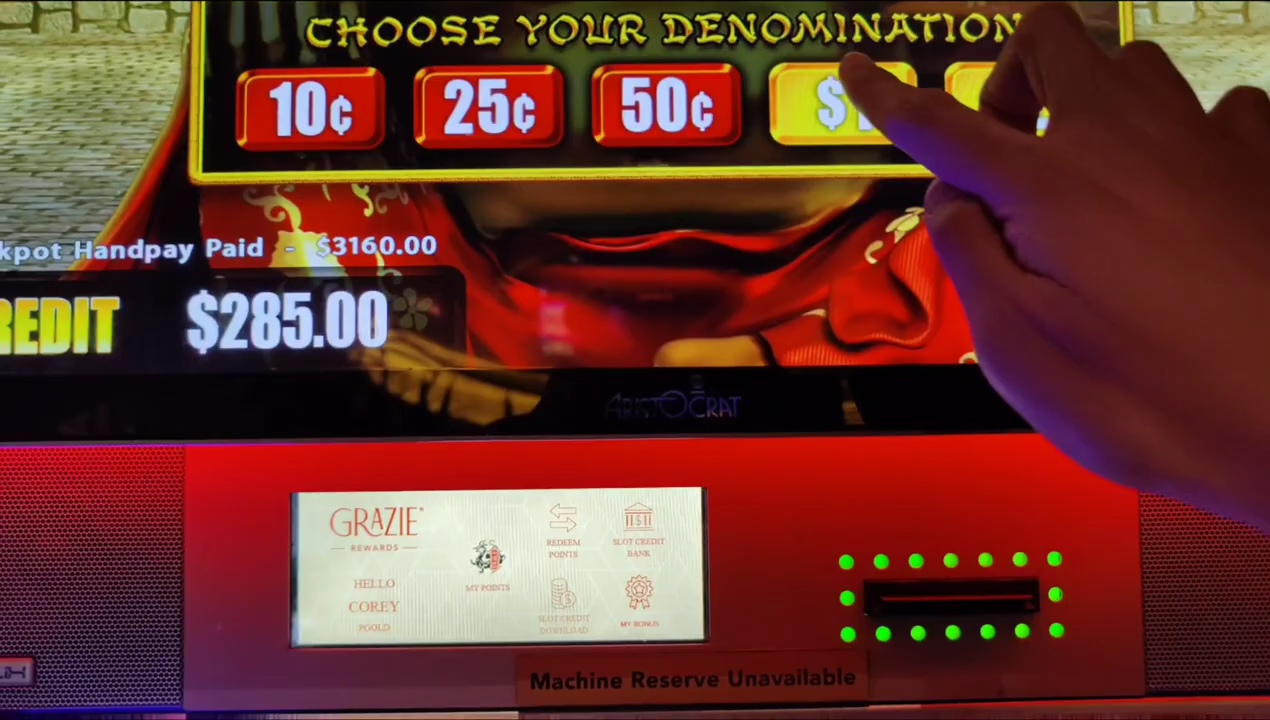 CHOOSE YOUR DENOMINATION
10¢ 25¢ 50¢
kpot Handpay Paid - $3160.00
REDIT $285.00
ARISTOCRAT
GRAZIE®
REWARDS
HELLO
COREY
PGOLD
MY POINTS
REDEEM
POINTS
SLOT CREDIT
BANK
SLOT CREDIT
DOWNLOAD
MY BONUS
Machine Reserve Unavailable